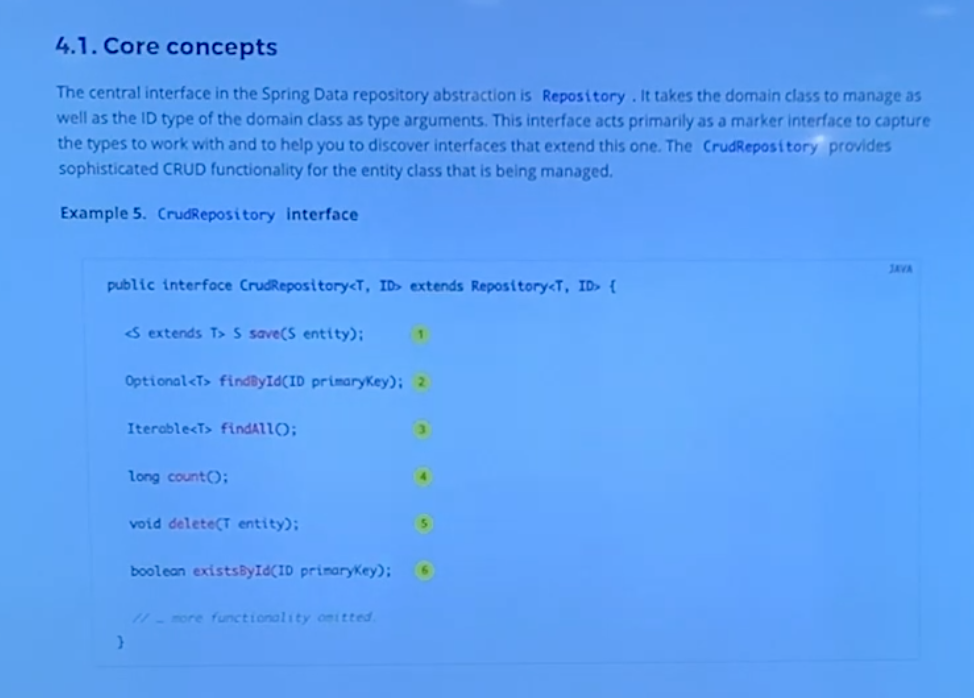 4.1. Core concepts
The central interface in the Spring Data repository abstraction is Repository . It takes the domain class to manage as
well as the ID type of the domain class as type arguments. This interface acts primarily as a marker interface to capture
the types to work with and to help you to discover interfaces that extend this one. The CrudRepository provides
sophisticated CRUD functionality for the entity class that is being managed.
Example 5. CrudRepository interface
JAVA
public interface CrudRepository<T, ID> extends Repository<T, ID> {
<S extends T> S save(S entity); 1
Optional<T> findById(ID primaryKey); 2
Iterable<T> findAll(); 3
long count(); 4
void delete(T entity); 5
boolean existsById(ID primaryKey); 6
// … more functionality omitted.
}